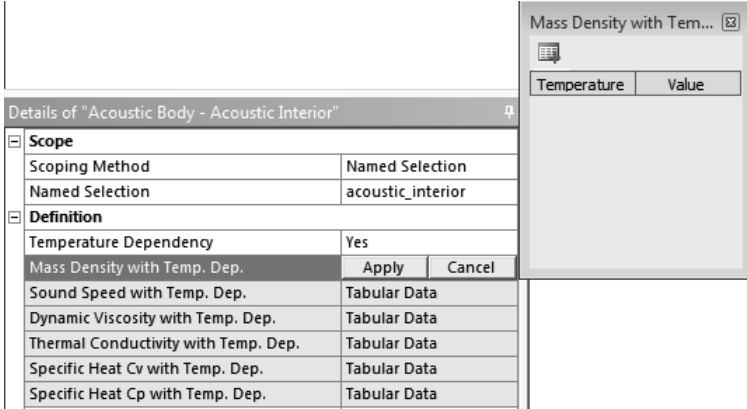 Mass Density with Tem...
Temperature Value
Details of "Acoustic Body - Acoustic Interior"
Scope
Scoping Method Named Selection
Named Selection acoustic_interior
Definition
Temperature Dependency Yes
Mass Density with Temp. Dep. Apply Cancel
Sound Speed with Temp. Dep. Tabular Data
Dynamic Viscosity with Temp. Dep. Tabular Data
Thermal Conductivity with Temp. Dep. Tabular Data
Specific Heat Cv with Temp. Dep. Tabular Data
Specific Heat Cp with Temp. Dep. Tabular Data